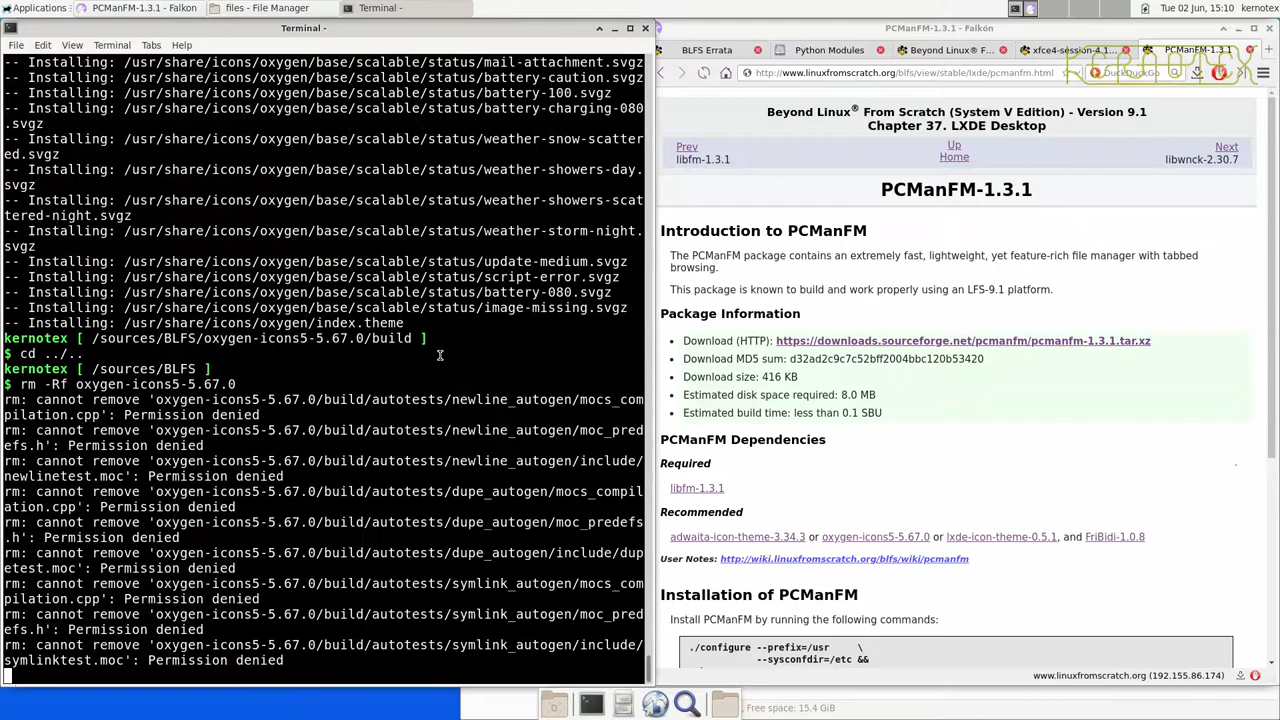 Applications
PCManFM-1.3.1 - Falkon
files - File Manager
Terminal -
Tue 02 Jun, 15:10
kernotex
Terminal -
File Edit View Terminal Tabs Help
-- Installing: /usr/share/icons/oxygen/base/scalable/status/mail-attachment.svgz
-- Installing: /usr/share/icons/oxygen/base/scalable/status/battery-caution.svgz
-- Installing: /usr/share/icons/oxygen/base/scalable/status/battery-100.svgz
-- Installing: /usr/share/icons/oxygen/base/scalable/status/battery-charging-080
.svgz
-- Installing: /usr/share/icons/oxygen/base/scalable/status/weather-snow-scatter
ed.svgz
-- Installing: /usr/share/icons/oxygen/base/scalable/status/weather-showers-day.
svgz
-- Installing: /usr/share/icons/oxygen/base/scalable/status/weather-showers-scat
tered-night.svgz
-- Installing: /usr/share/icons/oxygen/base/scalable/status/weather-storm-night.
svgz
-- Installing: /usr/share/icons/oxygen/base/scalable/status/update-medium.svgz
-- Installing: /usr/share/icons/oxygen/base/scalable/status/script-error.svgz
-- Installing: /usr/share/icons/oxygen/base/scalable/status/battery-080.svgz
-- Installing: /usr/share/icons/oxygen/base/scalable/status/image-missing.svgz
-- Installing: /usr/share/icons/oxygen/index.theme
kernotex [ /sources/BLFS/oxygen-icons5-5.67.0/build ]
$ cd ../..
kernotex [ /sources/BLFS ]
$ rm -Rf oxygen-icons5-5.67.0
rm: cannot remove 'oxygen-icons5-5.67.0/build/autotests/newline_autogen/mocs_com
pilation.cpp': Permission denied
rm: cannot remove 'oxygen-icons5-5.67.0/build/autotests/newline_autogen/moc_pred
efs.h': Permission denied
rm: cannot remove 'oxygen-icons5-5.67.0/build/autotests/newline_autogen/include/
newlinetest.moc': Permission denied
rm: cannot remove 'oxygen-icons5-5.67.0/build/autotests/dupe_autogen/mocs_compil
ation.cpp': Permission denied
rm: cannot remove 'oxygen-icons5-5.67.0/build/autotests/dupe_autogen/moc_predefs
.h': Permission denied
rm: cannot remove 'oxygen-icons5-5.67.0/build/autotests/dupe_autogen/include/dup
etest.moc': Permission denied
rm: cannot remove 'oxygen-icons5-5.67.0/build/autotests/symlink_autogen/mocs_com
pilation.cpp': Permission denied
rm: cannot remove 'oxygen-icons5-5.67.0/build/autotests/symlink_autogen/moc_pred
efs.h': Permission denied
rm: cannot remove 'oxygen-icons5-5.67.0/build/autotests/symlink_autogen/include/
symlinktest.moc': Permission denied
PCManFM-1.3.1 - Falkon
BLFS Errata
Python Modules
Beyond Linux® F...
xfce4-session-4.1...
PCManFM-1.3.1
http://www.linuxfromscratch.org/blfs/view/stable/lxde/pcmanfm.html
DuckDuckGo
KERNOTEX
Beyond Linux® From Scratch (System V Edition) - Version 9.1
Chapter 37. LXDE Desktop
Prev Up Next
libfm-1.3.1 Home libwnck-2.30.7
PCManFM-1.3.1
Introduction to PCManFM
The PCManFM package contains an extremely fast, lightweight, yet feature-rich file manager with tabbed
browsing.
This package is known to build and work properly using an LFS-9.1 platform.
Package Information
Download (HTTP): https://downloads.sourceforge.net/pcmanfm/pcmanfm-1.3.1.tar.xz
Download MD5 sum: d32ad2c9c7c52bff2004bbc120b53420
Download size: 416 KB
Estimated disk space required: 8.0 MB
Estimated build time: less than 0.1 SBU
PCManFM Dependencies
Required
libfm-1.3.1
Recommended
adwaita-icon-theme-3.34.3 or oxygen-icons5-5.67.0 or lxde-icon-theme-0.5.1, and FriBidi-1.0.8
User Notes: http://wiki.linuxfromscratch.org/blfs/wiki/pcmanfm
Installation of PCManFM
Install PCManFM by running the following commands:
./configure --prefix=/usr \
--sysconfdir=/etc &&
www.linuxfromscratch.org (192.155.86.174)
Free space: 15.4 GiB